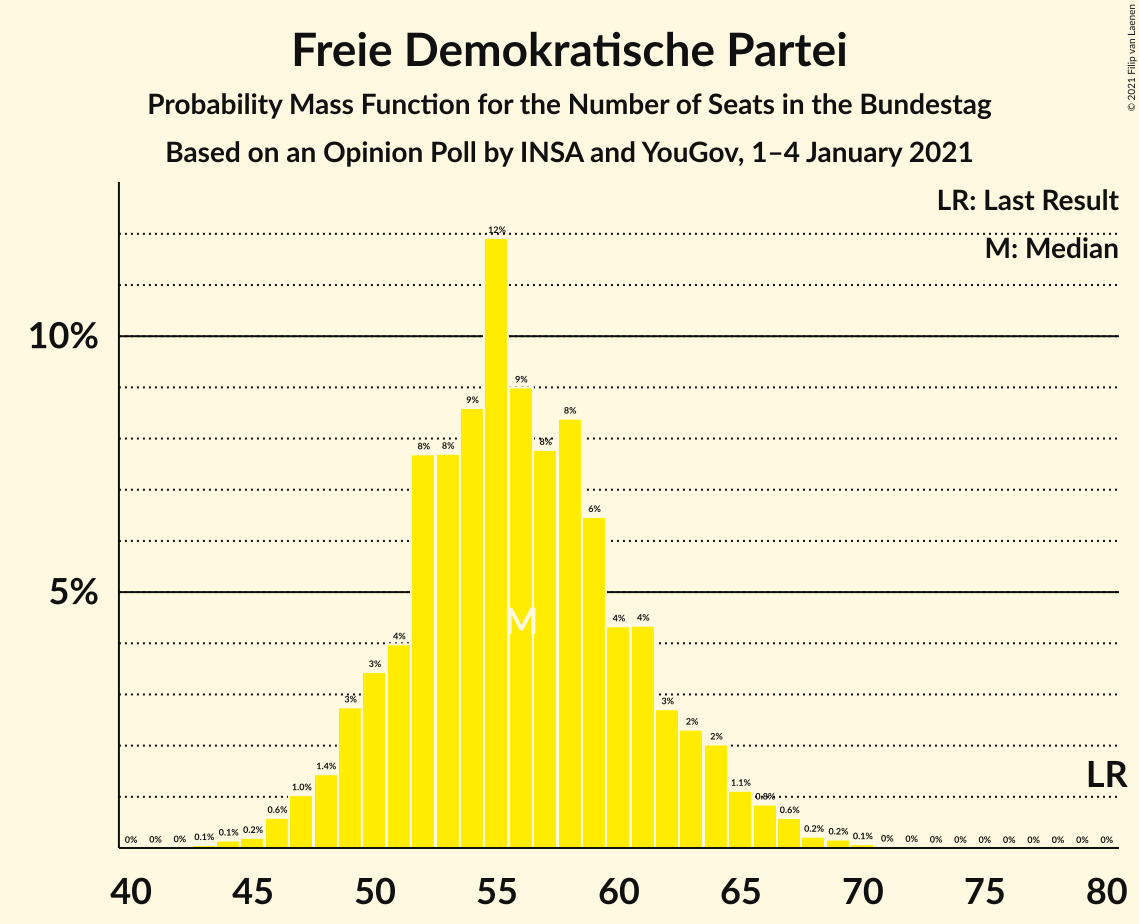 Freie Demokratische Partei
Probability Mass Function for the Number of Seats in the Bundestag
Based on an Opinion Poll by INSA and YouGov, 1–4 January 2021
© 2021 Filip van Laenen
LR: Last Result
M: Median
10%
5%
0% 0% 0% 0.1% 0.1% 0.2% 0.6% 1.0% 1.4% 3% 3% 4% 8% 8% 9% 12% 9% 8% 8% 6% 4% 4% 3% 2% 2% 1.1% 0.8% 0.6% 0.2% 0.2% 0.1% 0% 0% 0% 0% 0% 0% 0% 0% 0% 0%
M
LR
40 45 50 55 60 65 70 75 80